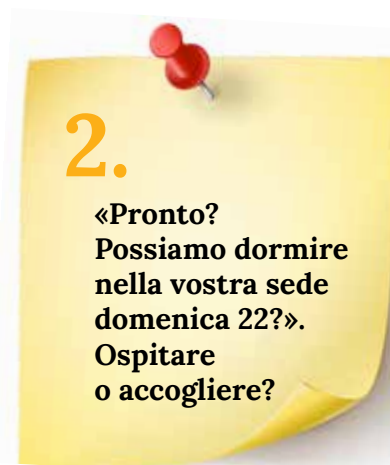 2.
«Pronto?
Possiamo dormire
nella vostra sede
domenica 22?».
Ospitare
o accogliere?